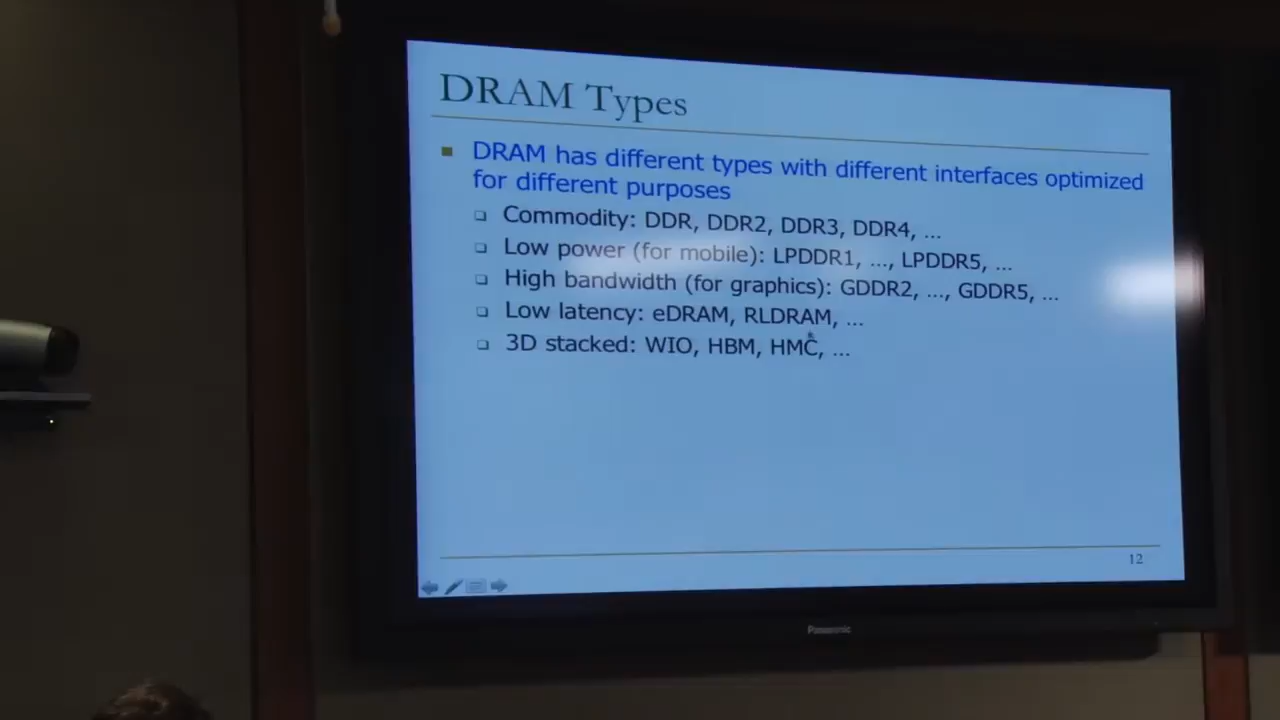 DRAM Types
DRAM has different types with different interfaces optimized
for different purposes
Commodity: DDR, DDR2, DDR3, DDR4, ...
Low power (for mobile): LPDDR1, ..., LPDDR5, ...
High bandwidth (for graphics): GDDR2, ..., GDDR5, ...
Low latency: eDRAM, RLDRAM, ...
3D stacked: WIO, HBM, HMC, ...
12
Panasonic